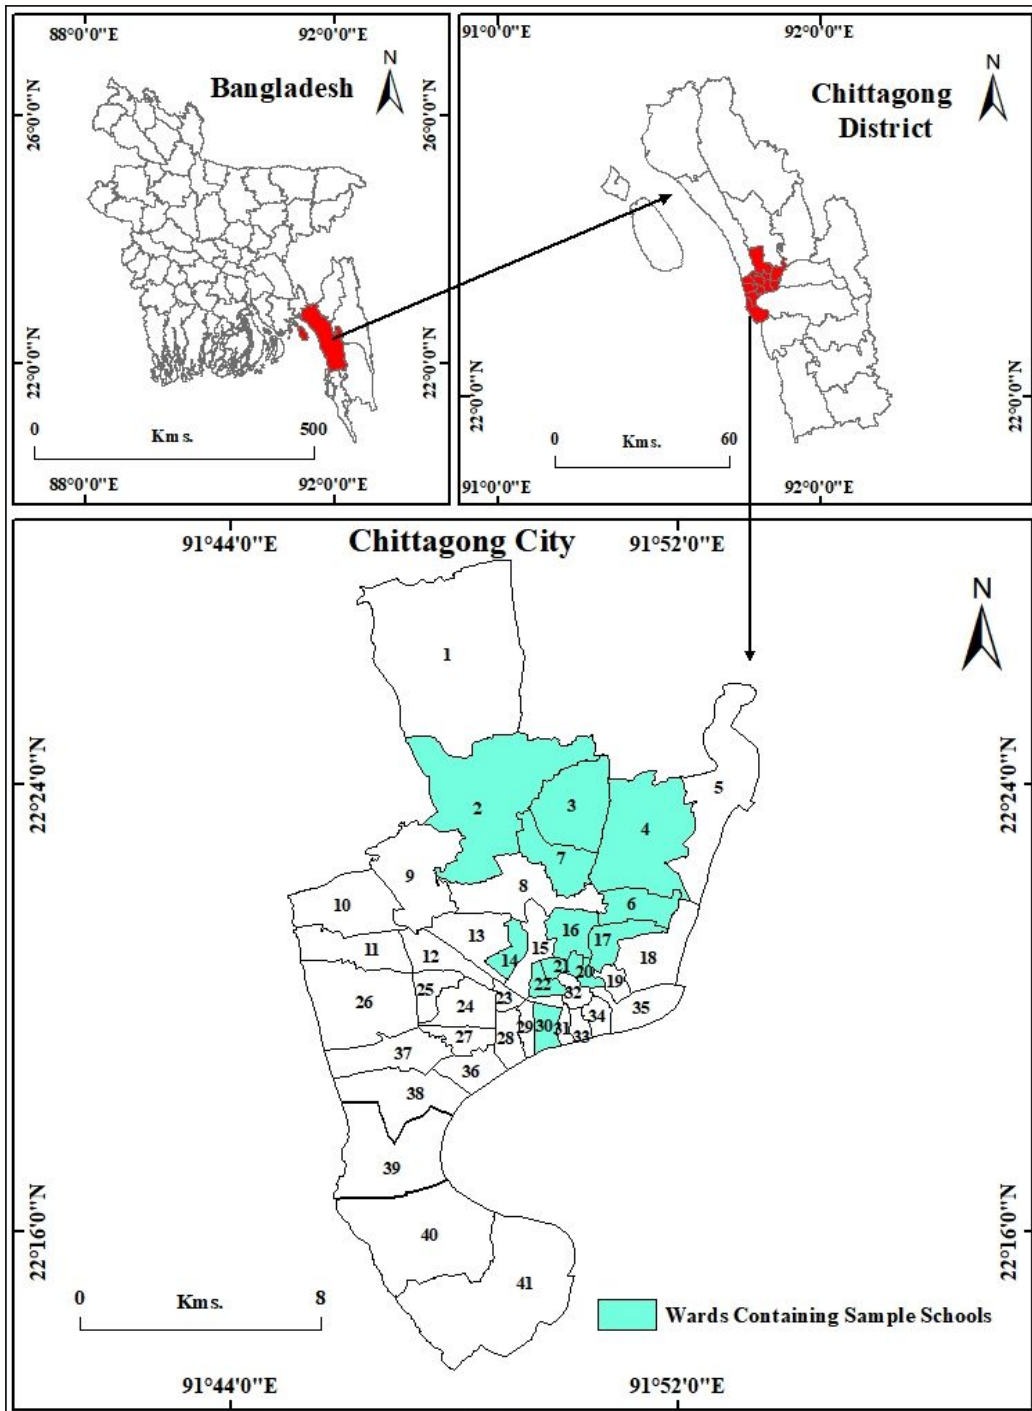 88°0'0"E
92°0'0"E
Bangladesh
N
26°0'0"N
26°0'0"N
22°0'0"N
22°0'0"N
0
Kms.
500
88°0'0"E
92°0'0"E
91°0'0"E
92°0'0"E
Chittagong
District
N
22°0'0"N
22°0'0"N
0
Kms.
60
91°0'0"E
92°0'0"E
91°44'0"E
Chittagong City
91°52'0"E
N
22°24'0"N
22°24'0"N
1
2
3
4
5
6
7
8
9
10
11
12
13
14
15
16
17
18
19
20
21
22
23
24
25
26
27
28
29
30
31
32
33
34
35
36
37
38
39
40
41
22°16'0"N
22°16'0"N
0
Kms.
8
Wards Containing Sample Schools
91°44'0"E
91°52'0"E